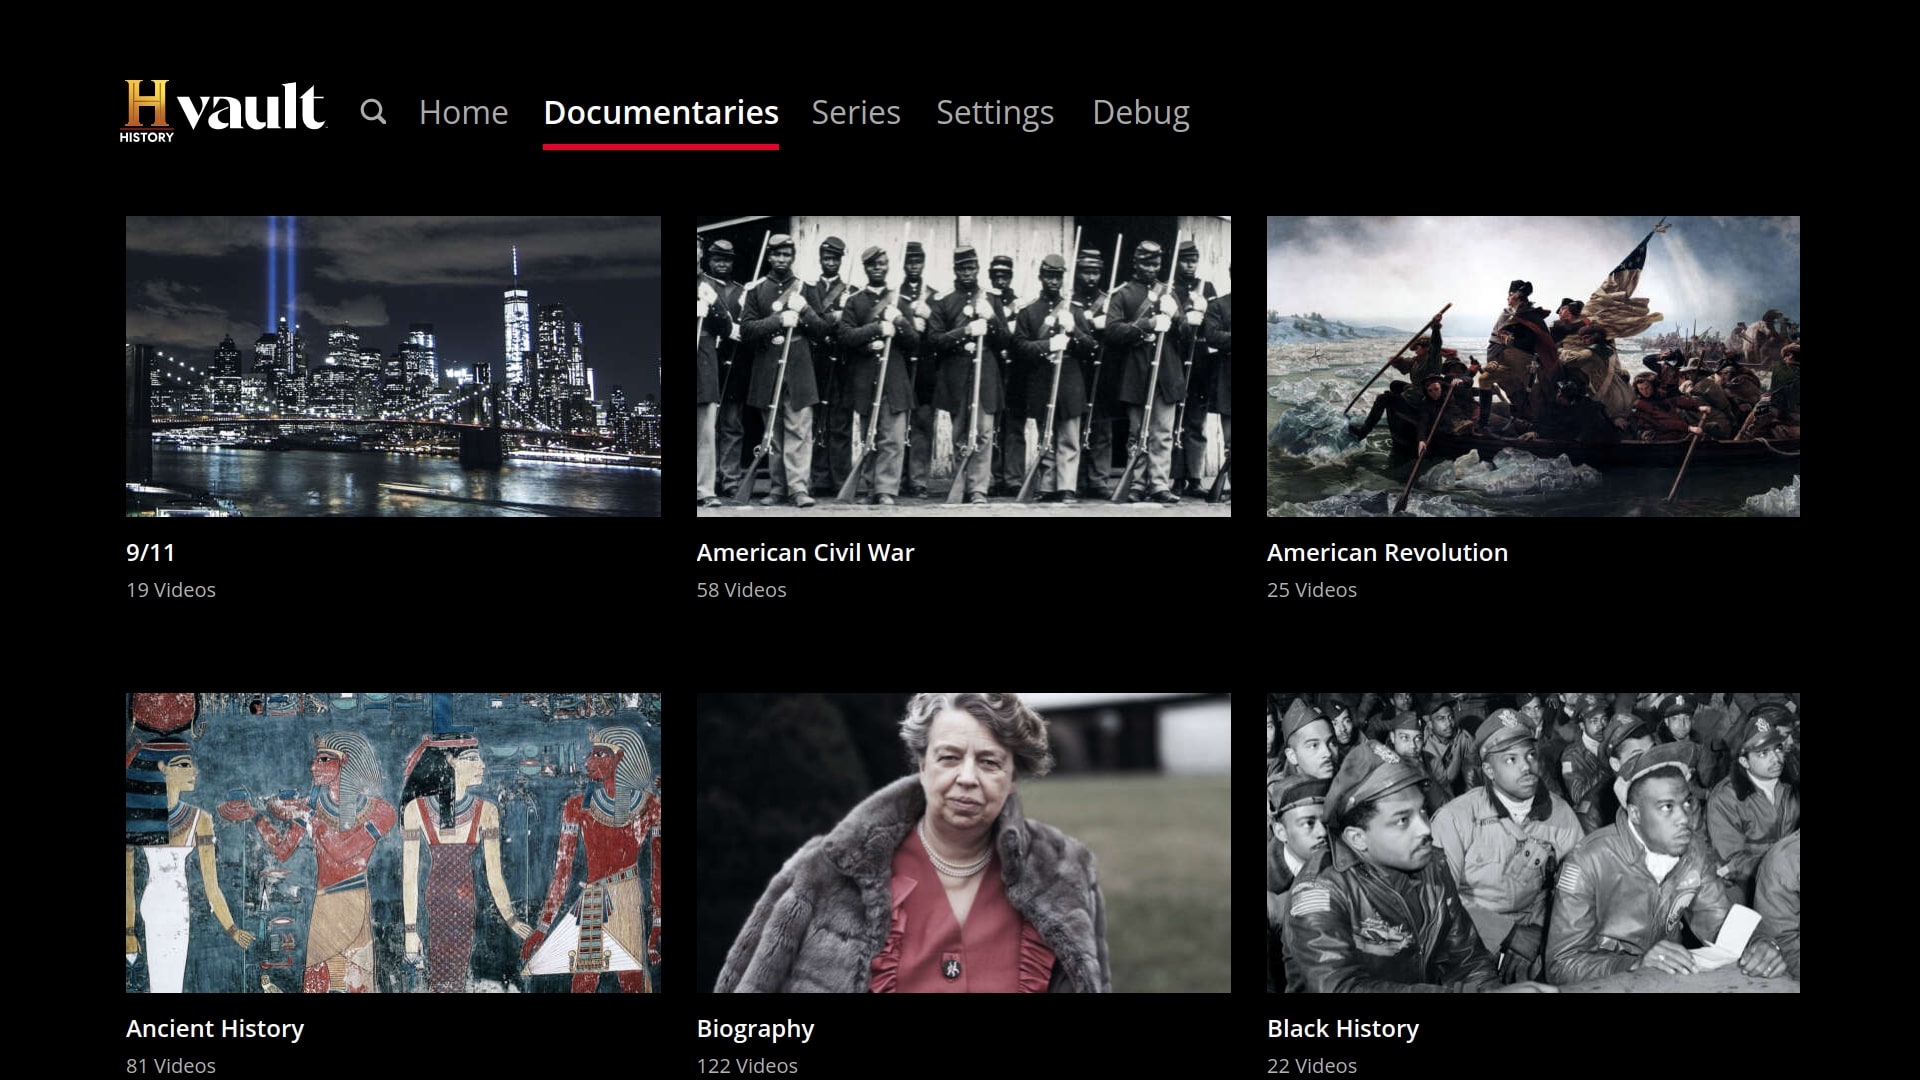 H vault
HISTORY
Home Documentaries Series Settings Debug
9/11
19 Videos
American Civil War
58 Videos
American Revolution
25 Videos
Ancient History
81 Videos
Biography
122 Videos
Black History
22 Videos